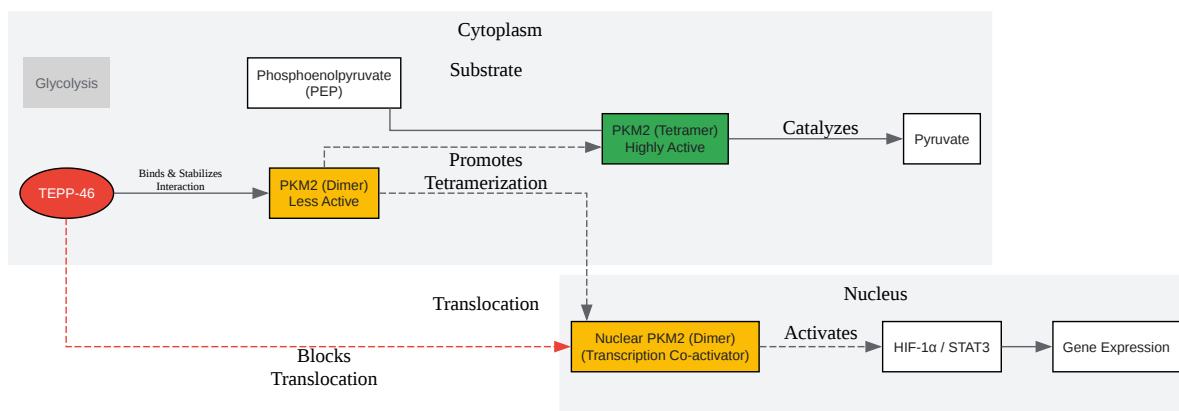 Cytoplasm
Glycolysis
Phosphoenolpyruvate
(PEP)
Substrate
PKM2 (Tetramer)
Highly Active
Catalyzes
Pyruvate
TEPP-46
Binds & Stabilizes
Interaction
PKM2 (Dimer)
Less Active
Promotes
Tetramerization
Translocation
Nucleus
Blocks
Translocation
Nuclear PKM2 (Dimer)
(Transcription Co-activator)
Activates
HIF-1α / STAT3
Gene Expression